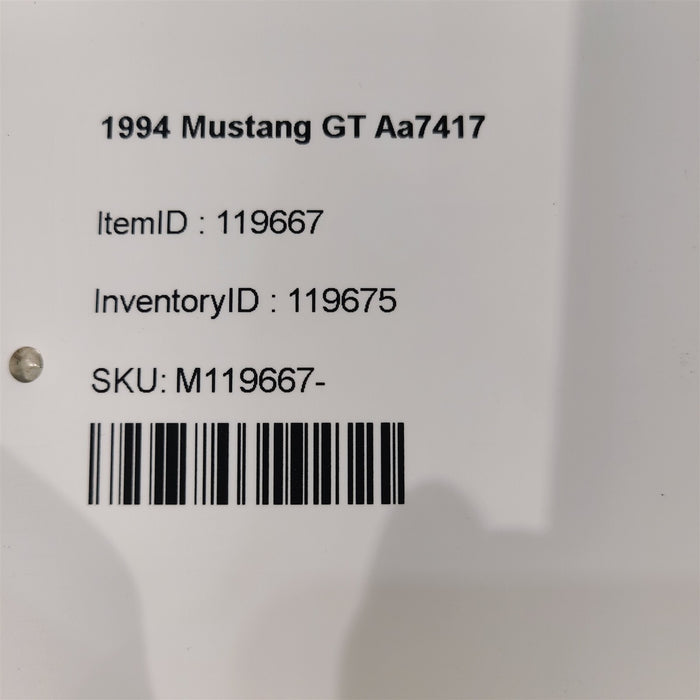 1994 Mustang GT Aa7417
ItemID : 119667
InventoryID : 119675
SKU: M119667-